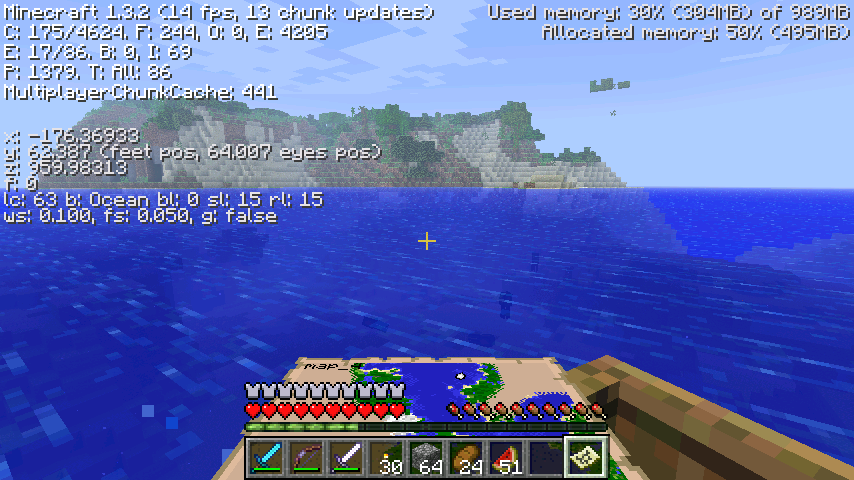 Minecraft 1.3.2 (14 fps, 13 chunk updates)
C: 175/4624, F: 244, O: 0, E: 4205
E: 17/86, B: 0, I: 69
P: 1379, T: All: 86
MultiplayerChunkCache: 441
Used memory: 30% (304MB) of 989MB
Allocated memory: 50% (495MB)
x: -176.36933
y: 62.387 (feet pos, 64.007 eyes pos)
z: 959.98313
f: 0
lc: 63 b: Ocean bl: 0 sl: 15 rl: 15
ws: 0.100, fs: 0.050, g: false
map_
30 64 24 51